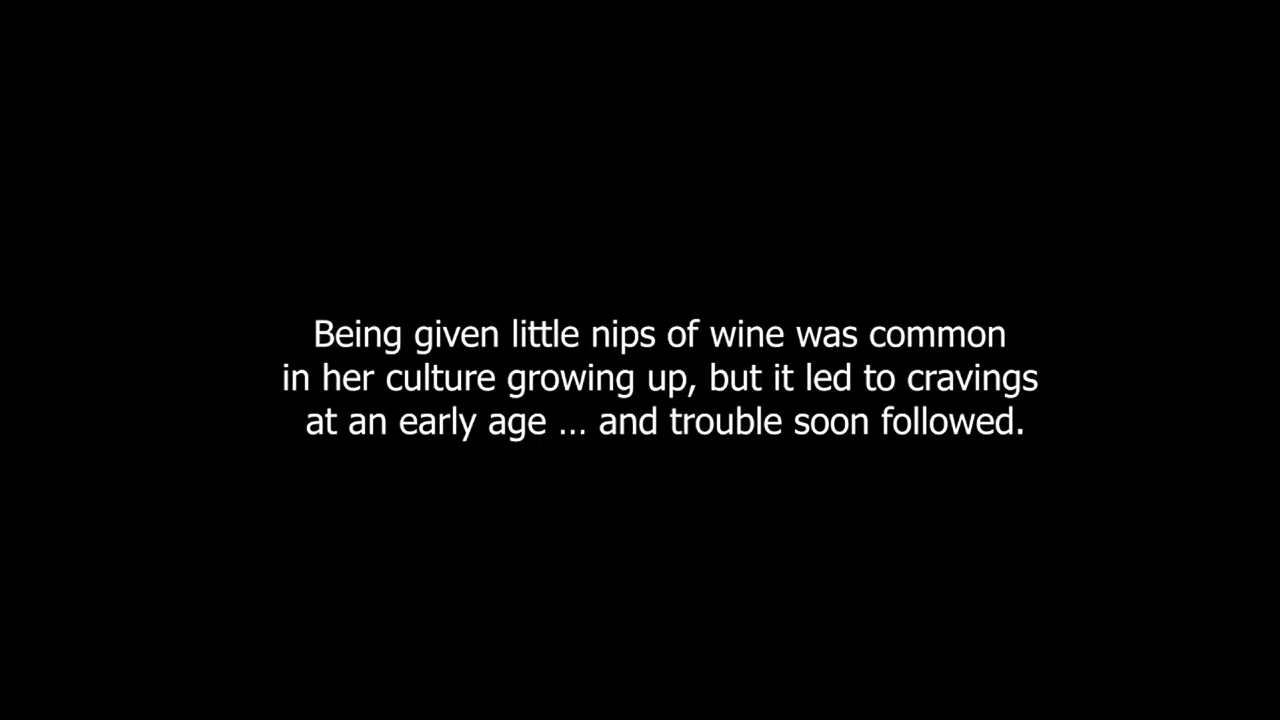 Being given little nips of wine was common
in her culture growing up, but it led to cravings
at an early age … and trouble soon followed.